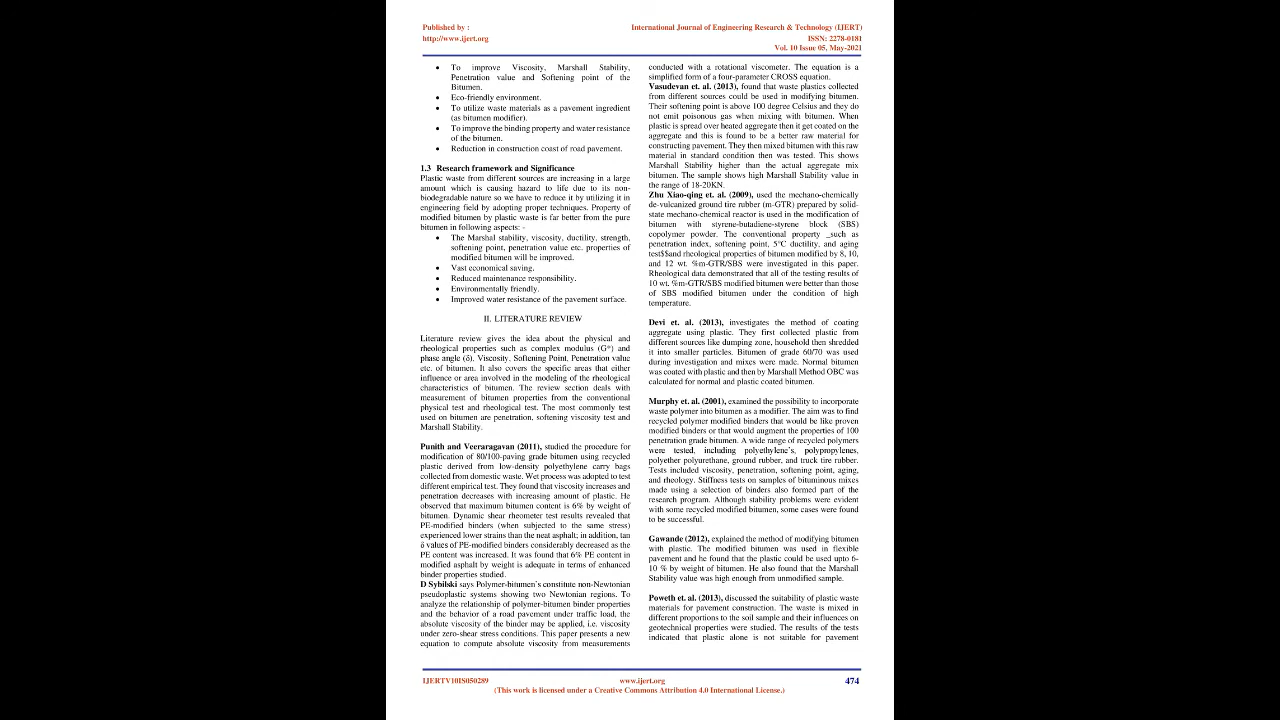 Published by :
International Journal of Engineering Research & Technology (IJERT)
http://www.ijert.org
ISSN: 2278-0181
Vol. 10 Issue 05, May-2021
• To improve Viscosity, Marshall Stability,
Penetration value and Softening point of the
Bitumen.
• Eco-friendly environment.
• To utilize waste materials as a pavement ingredient
(as bitumen modifier).
• To improve the binding property and water resistance
of the bitumen.
• Reduction in construction coast of road pavement.
1.3 Research framework and Significance
Plastic waste from different sources are increasing in a large
amount which is causing hazard to life due to its non-
biodegradable nature so we have to reduce it by utilizing it in
engineering field by adopting proper techniques. Property of
modified bitumen by plastic waste is far better from the pure
bitumen in following aspects: -
• The Marshal stability, viscosity, ductility, strength,
softening point, penetration value etc. properties of
modified bitumen will be improved.
• Vast economical saving.
• Reduced maintenance responsibility.
• Environmentally friendly.
• Improved water resistance of the pavement surface.
II. LITERATURE REVIEW
Literature review gives the idea about the physical and
rheological properties such as complex modulus (G*) and
phase angle (δ), Viscosity, Softening Point, Penetration value
etc. of bitumen. It also covers the specific areas that either
influence or area involved in the modeling of the rheological
characteristics of bitumen. The review section deals with
measurement of bitumen properties from the conventional
physical test and rheological test. The most commonly test
used on bitumen are penetration, softening viscosity test and
Marshall Stability.
Punith and Veeraragavan (2011), studied the procedure for
modification of 80/100-paving grade bitumen using recycled
plastic derived from low-density polyethylene carry bags
collected from domestic waste. Wet process was adopted to test
different empirical test. They found that viscosity increases and
penetration decreases with increasing amount of plastic. He
observed that maximum bitumen content is 6% by weight of
bitumen. Dynamic shear rheometer test results revealed that
PE-modified binders (when subjected to the same stress)
experienced lower strains than the neat asphalt; in addition, tan
δ values of PE-modified binders considerably decreased as the
PE content was increased. It was found that 6% PE content in
modified asphalt by weight is adequate in terms of enhanced
binder properties studied.
D Sybilski says Polymer-bitumen's constitute non-Newtonian
pseudoplastic systems showing two Newtonian regions. To
analyze the relationship of polymer-bitumen binder properties
and the behavior of a road pavement under traffic load, the
absolute viscosity of the binder may be applied, i.e. viscosity
under zero-shear stress conditions. This paper presents a new
equation to compute absolute viscosity from measurements
conducted with a rotational viscometer. The equation is a
simplified form of a four-parameter CROSS equation.
Vasudevan et. al. (2013), found that waste plastics collected
from different sources could be used in modifying bitumen.
Their softening point is above 100 degree Celsius and they do
not emit poisonous gas when mixing with bitumen. When
plastic is spread over heated aggregate then it get coated on the
aggregate and this is found to be a better raw material for
constructing pavement. They then mixed bitumen with this raw
material in standard condition then was tested. This shows
Marshall Stability higher than the actual aggregate mix
bitumen. The sample shows high Marshall Stability value in
the range of 18-20KN.
Zhu Xiao-qing et. al. (2009), used the mechano-chemically
de-vulcanized ground tire rubber (m-GTR) prepared by solid-
state mechano-chemical reactor is used in the modification of
bitumen with styrene-butadiene-styrene block (SBS)
copolymer powder. The conventional property _such as
penetration index, softening point, 5°C ductility, and aging
test$$and rheological properties of bitumen modified by 8, 10,
and 12 wt. %m-GTR/SBS were investigated in this paper.
Rheological data demonstrated that all of the testing results of
10 wt. %m-GTR/SBS modified bitumen were better than those
of SBS modified bitumen under the condition of high
temperature.
Devi et. al. (2013), investigates the method of coating
aggregate using plastic. They first collected plastic from
different sources like dumping zone, household then shredded
it into smaller particles. Bitumen of grade 60/70 was used
during investigation and mixes were made. Normal bitumen
was coated with plastic and then by Marshall Method OBC was
calculated for normal and plastic coated bitumen.
Murphy et. al. (2001), examined the possibility to incorporate
waste polymer into bitumen as a modifier. The aim was to find
recycled polymer modified binders that would be like proven
modified binders or that would augment the properties of 100
penetration grade bitumen. A wide range of recycled polymers
were tested, including polyethylene's, polypropylenes,
polyether polyurethane, ground rubber, and truck tire rubber.
Tests included viscosity, penetration, softening point, aging,
and rheology. Stiffness tests on samples of bituminous mixes
made using a selection of binders also formed part of the
research program. Although stability problems were evident
with some recycled modified bitumen, some cases were found
to be successful.
Gawande (2012), explained the method of modifying bitumen
with plastic. The modified bitumen was used in flexible
pavement and he found that the plastic could be used upto 6-
10 % by weight of bitumen. He also found that the Marshall
Stability value was high enough from unmodified sample.
Poweth et. al. (2013), discussed the suitability of plastic waste
materials for pavement construction. The waste is mixed in
different proportions to the soil sample and their influences on
geotechnical properties were studied. The results of the tests
indicated that plastic alone is not suitable for pavement
IJERTV10IS050289
www.ijert.org
474
(This work is licensed under a Creative Commons Attribution 4.0 International License.)